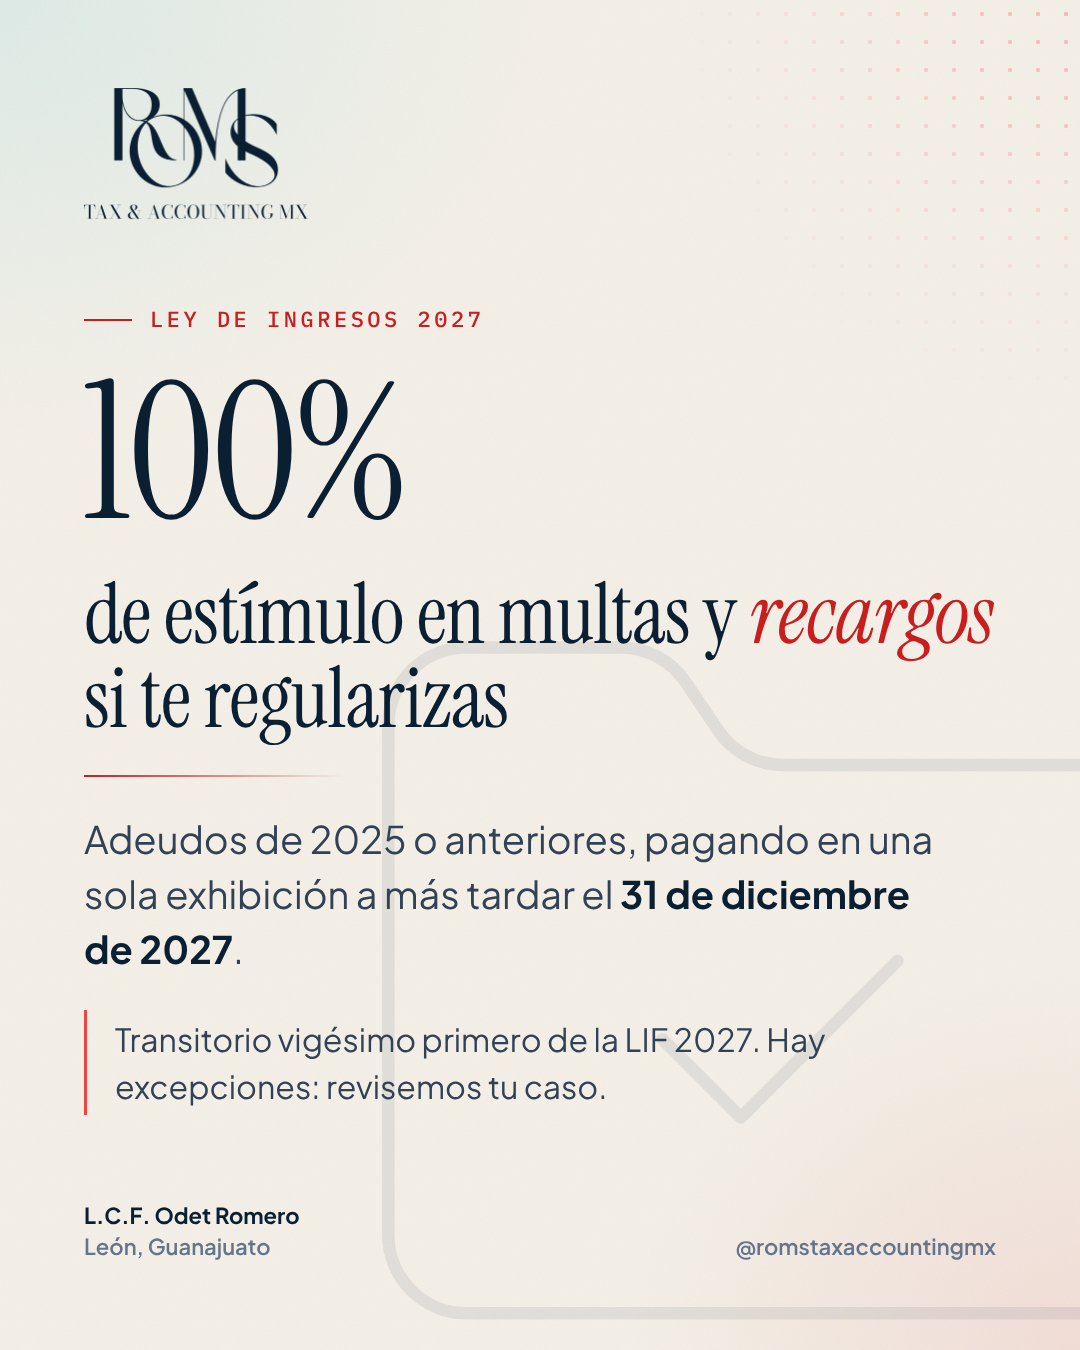 ROMS
TAX & ACCOUNTING MX
LEY DE INGRESOS 2027
100%
de estímulo en multas y recargos
si te regularizas
Adeudos de 2025 o anteriores, pagando en una
sola exhibición a más tardar el 31 de diciembre
de 2027.
Transitorio vigésimo primero de la LIF 2027. Hay
excepciones: revisemos tu caso.
L.C.F. Odet Romero
León, Guanajuato
@romstaxaccountingmx